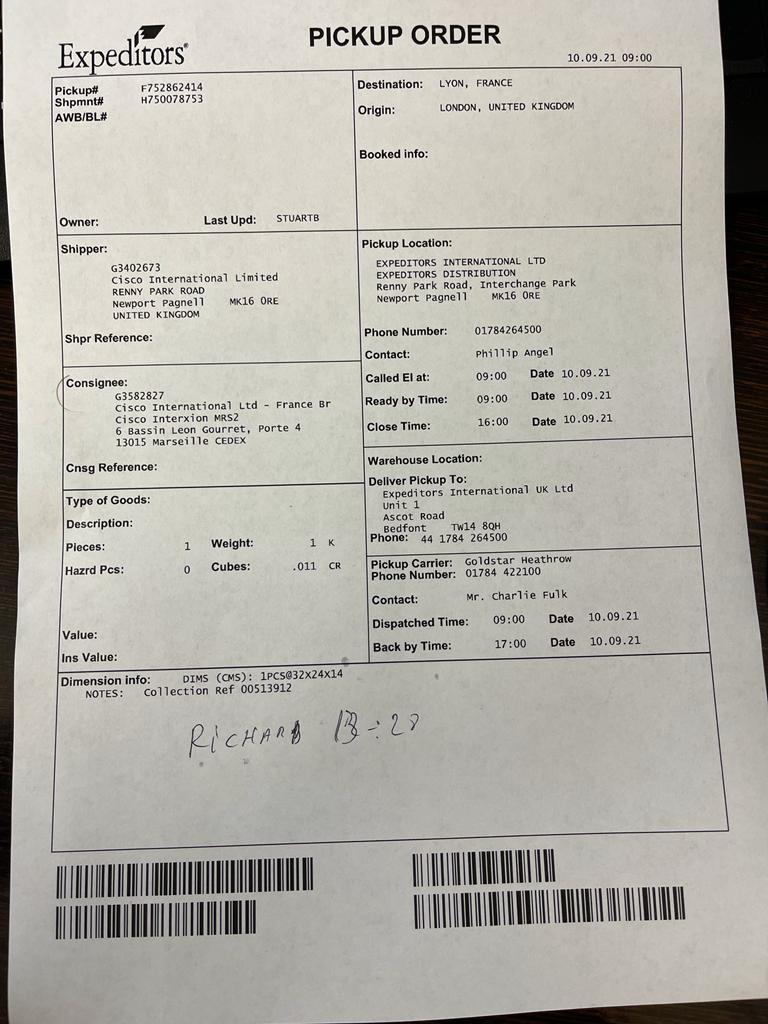 Expeditors®
PICKUP ORDER
10.09.21 09:00
Pickup# F752862414
Shpmnt# H750078753
AWB/BL#
Owner: Last Upd: STUARTB
Destination: LYON, FRANCE
Origin: LONDON, UNITED KINGDOM
Booked info:
Shipper:
G3402673
Cisco International Limited
RENNY PARK ROAD
Newport Pagnell MK16 0RE
UNITED KINGDOM
Shpr Reference:
Pickup Location:
EXPEDITORS INTERNATIONAL LTD
EXPEDITORS DISTRIBUTION
Renny Park Road, Interchange Park
Newport Pagnell MK16 0RE
Phone Number: 01784264500
Contact: Phillip Angel
Called EI at: 09:00 Date 10.09.21
Ready by Time: 09:00 Date 10.09.21
Close Time: 16:00 Date 10.09.21
Consignee:
G3582827
Cisco International Ltd - France Br
Cisco Interxion MRS2
6 Bassin Leon Gourret, Porte 4
13015 Marseille CEDEX
Cnsg Reference:
Warehouse Location:
Deliver Pickup To:
Expeditors International UK Ltd
Unit 1
Ascot Road
Bedfont TW14 8QH
Phone: 44 1784 264500
Type of Goods:
Description:
Pieces: 1 Weight: 1 K
Hazrd Pcs: 0 Cubes: .011 CR
Value:
Ins Value:
Pickup Carrier: Goldstar Heathrow
Phone Number: 01784 422100
Contact: Mr. Charlie Fulk
Dispatched Time: 09:00 Date 10.09.21
Back by Time: 17:00 Date 10.09.21
Dimension info: DIMS (CMS): 1PCS@32X24X14
NOTES: Collection Ref 00513912
RICHARD